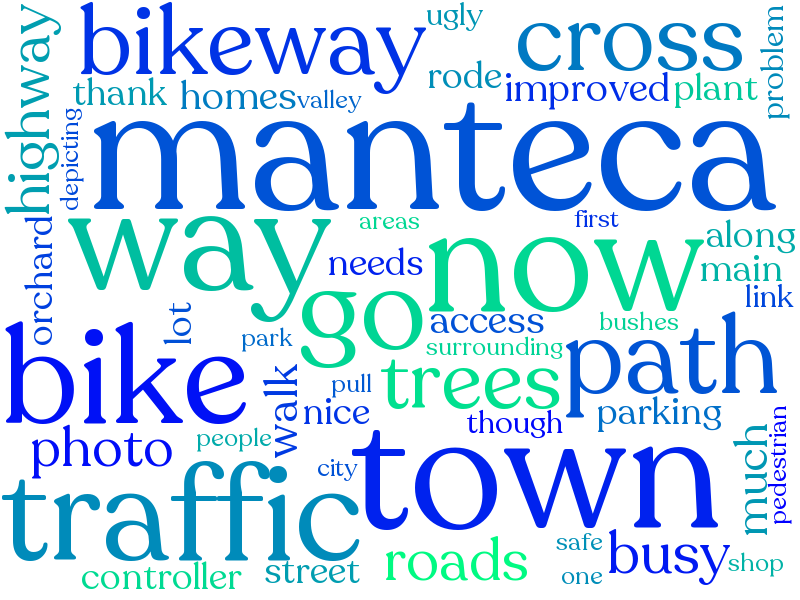 ugly
bikeway
cross
problem
highway
rode
improved
plant
thank
homes
valley
depicting
manteca
way
areas
first
now
along
orchard
needs
main
go
link
lot
access
bushes
park
surrounding
path
bike
trees
pull
walk
nice
though
parking
photo
people
much
pedestrian
city
town
traffic
roads
safe
busy
shop
controller
street
one